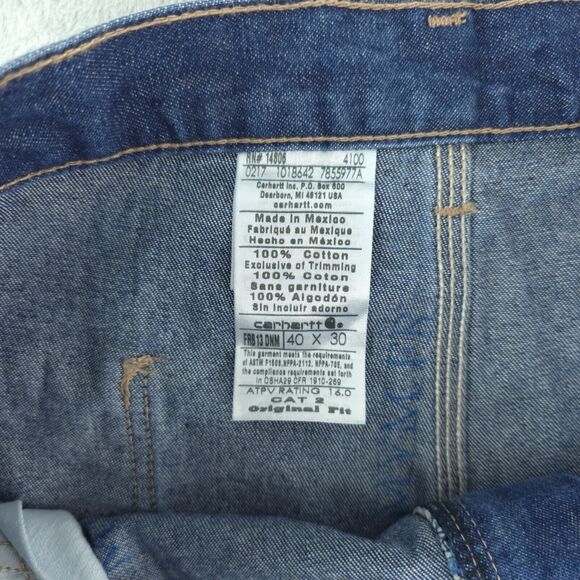 RN# 14806 4100
0217 1018642 7855977A
Carhartt Inc. P.O. Box 600
Dearborn, MI 48121 USA
carhartt.com
Made in Mexico
Fabriqué au Mexique
Hecho en México
100% Cotton
Exclusive of Trimming
100% Coton
Sans garniture
100% Algodón
Sin incluir adorno
carhartt
FRB13 DNM 40 X 30
This garment meets the requirements
of ASTM F1506, NFPA-2112, NFPA-70E, and
the compliance requirements set forth
in OSHA29 CFR 1910-269
ATPV RATING 16.0
CAT 2
Original Fit